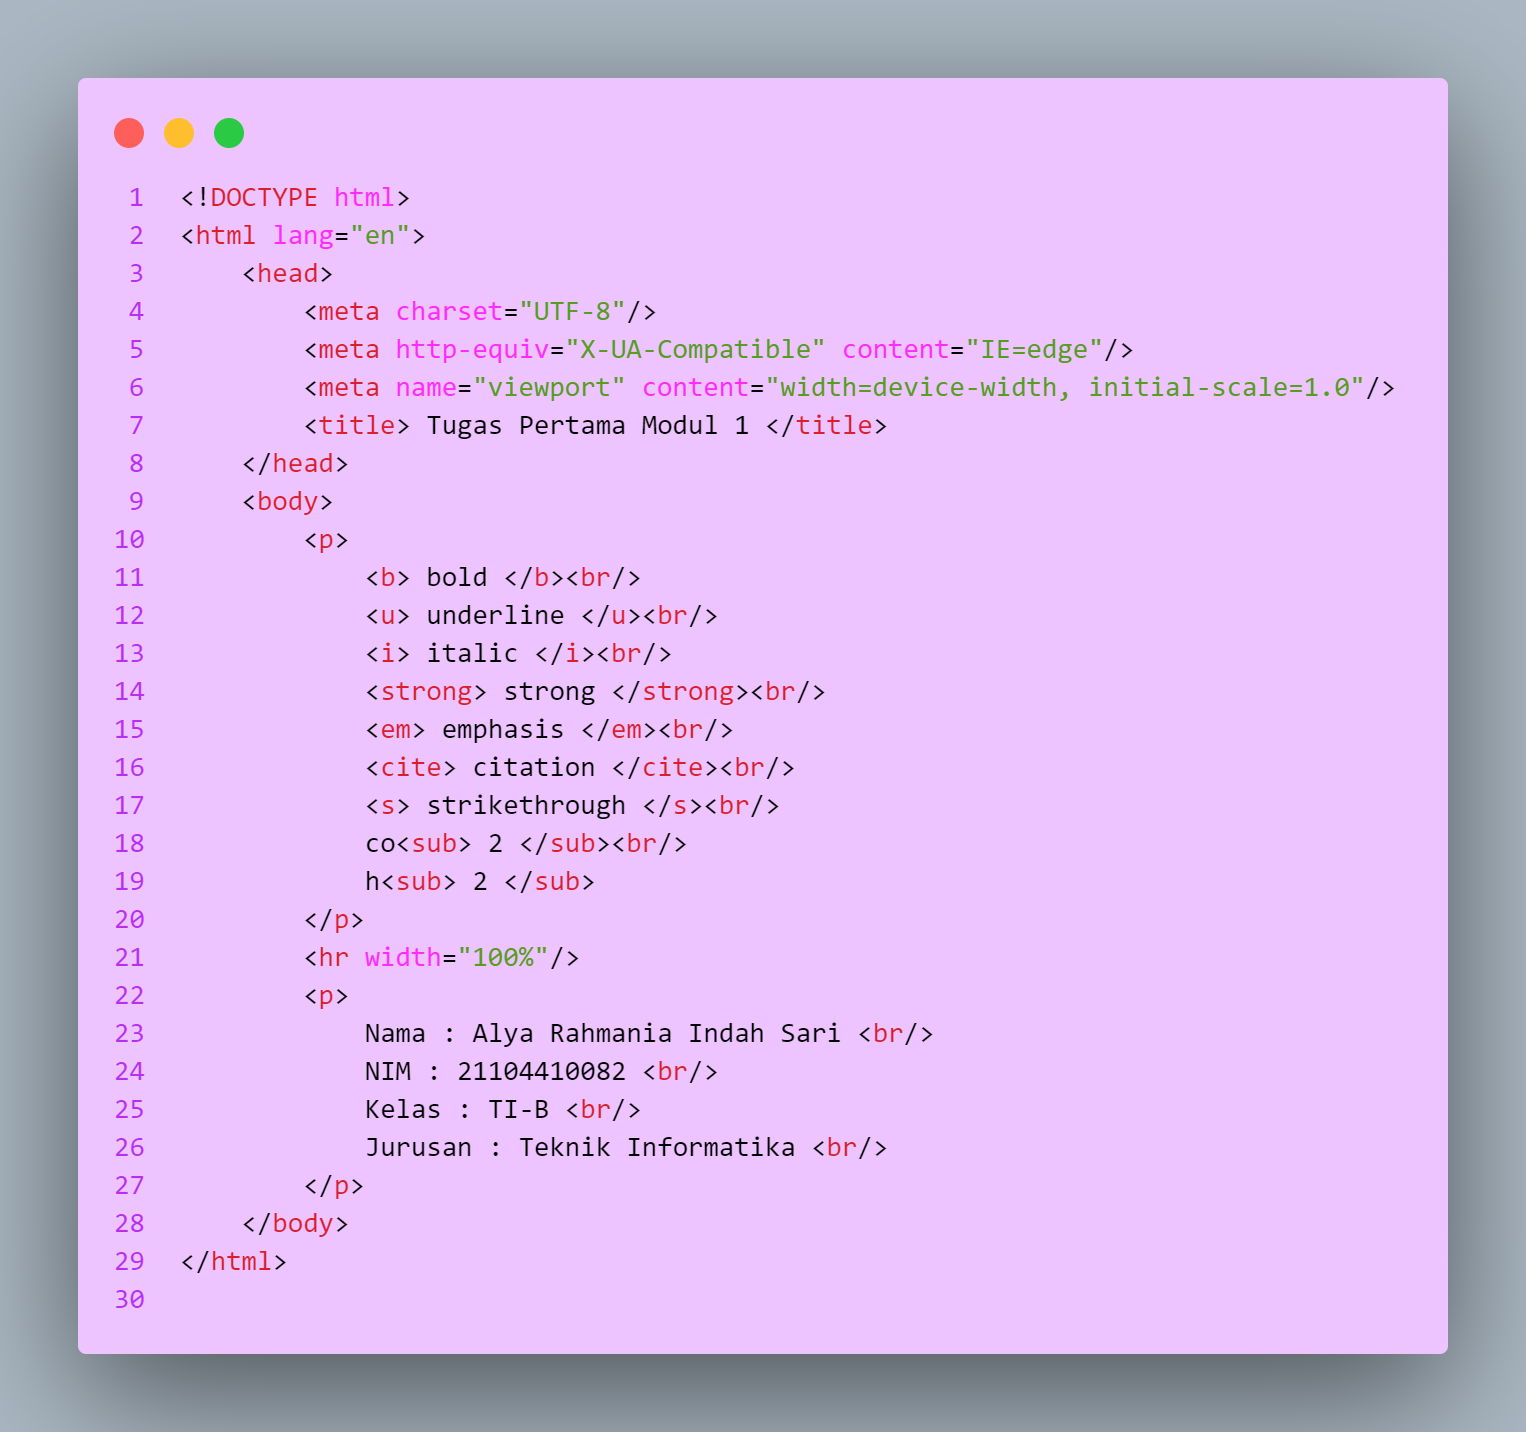 1 <!DOCTYPE html>
2 <html lang="en">
3     <head>
4         <meta charset="UTF-8"/>
5         <meta http-equiv="X-UA-Compatible" content="IE=edge"/>
6         <meta name="viewport" content="width=device-width, initial-scale=1.0"/>
7         <title> Tugas Pertama Modul 1 </title>
8     </head>
9     <body>
10         <p>
11             <b> bold </b><br/>
12             <u> underline </u><br/>
13             <i> italic </i><br/>
14             <strong> strong </strong><br/>
15             <em> emphasis </em><br/>
16             <cite> citation </cite><br/>
17             <s> strikethrough </s><br/>
18             co<sub> 2 </sub><br/>
19             h<sub> 2 </sub>
20         </p>
21         <hr width="100%"/>
22         <p>
23             Nama : Alya Rahmania Indah Sari <br/>
24             NIM : 21104410082 <br/>
25             Kelas : TI-B <br/>
26             Jurusan : Teknik Informatika <br/>
27         </p>
28     </body>
29 </html>
30